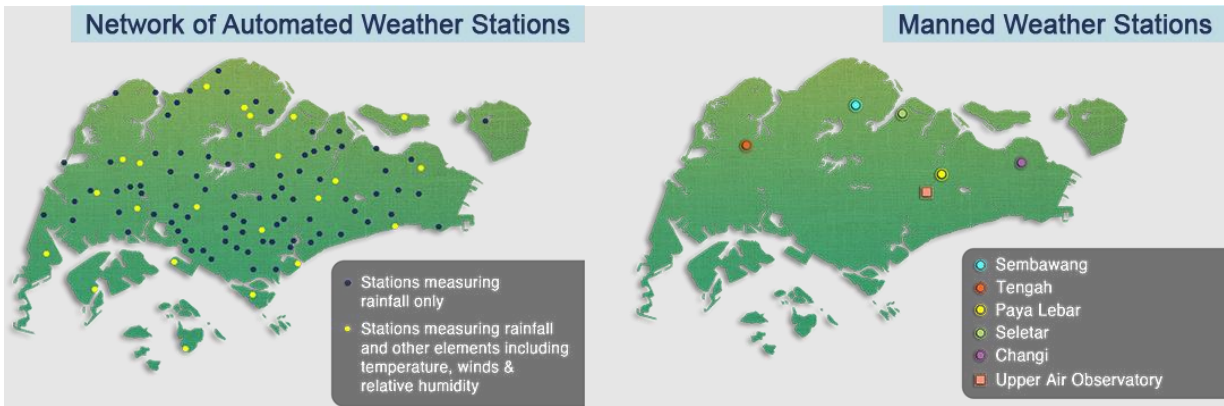 Network of Automated Weather Stations
Stations measuring
rainfall only
Stations measuring rainfall
and other elements including
temperature, winds &
relative humidity
Manned Weather Stations
Sembawang
Tengah
Paya Lebar
Seletar
Changi
Upper Air Observatory